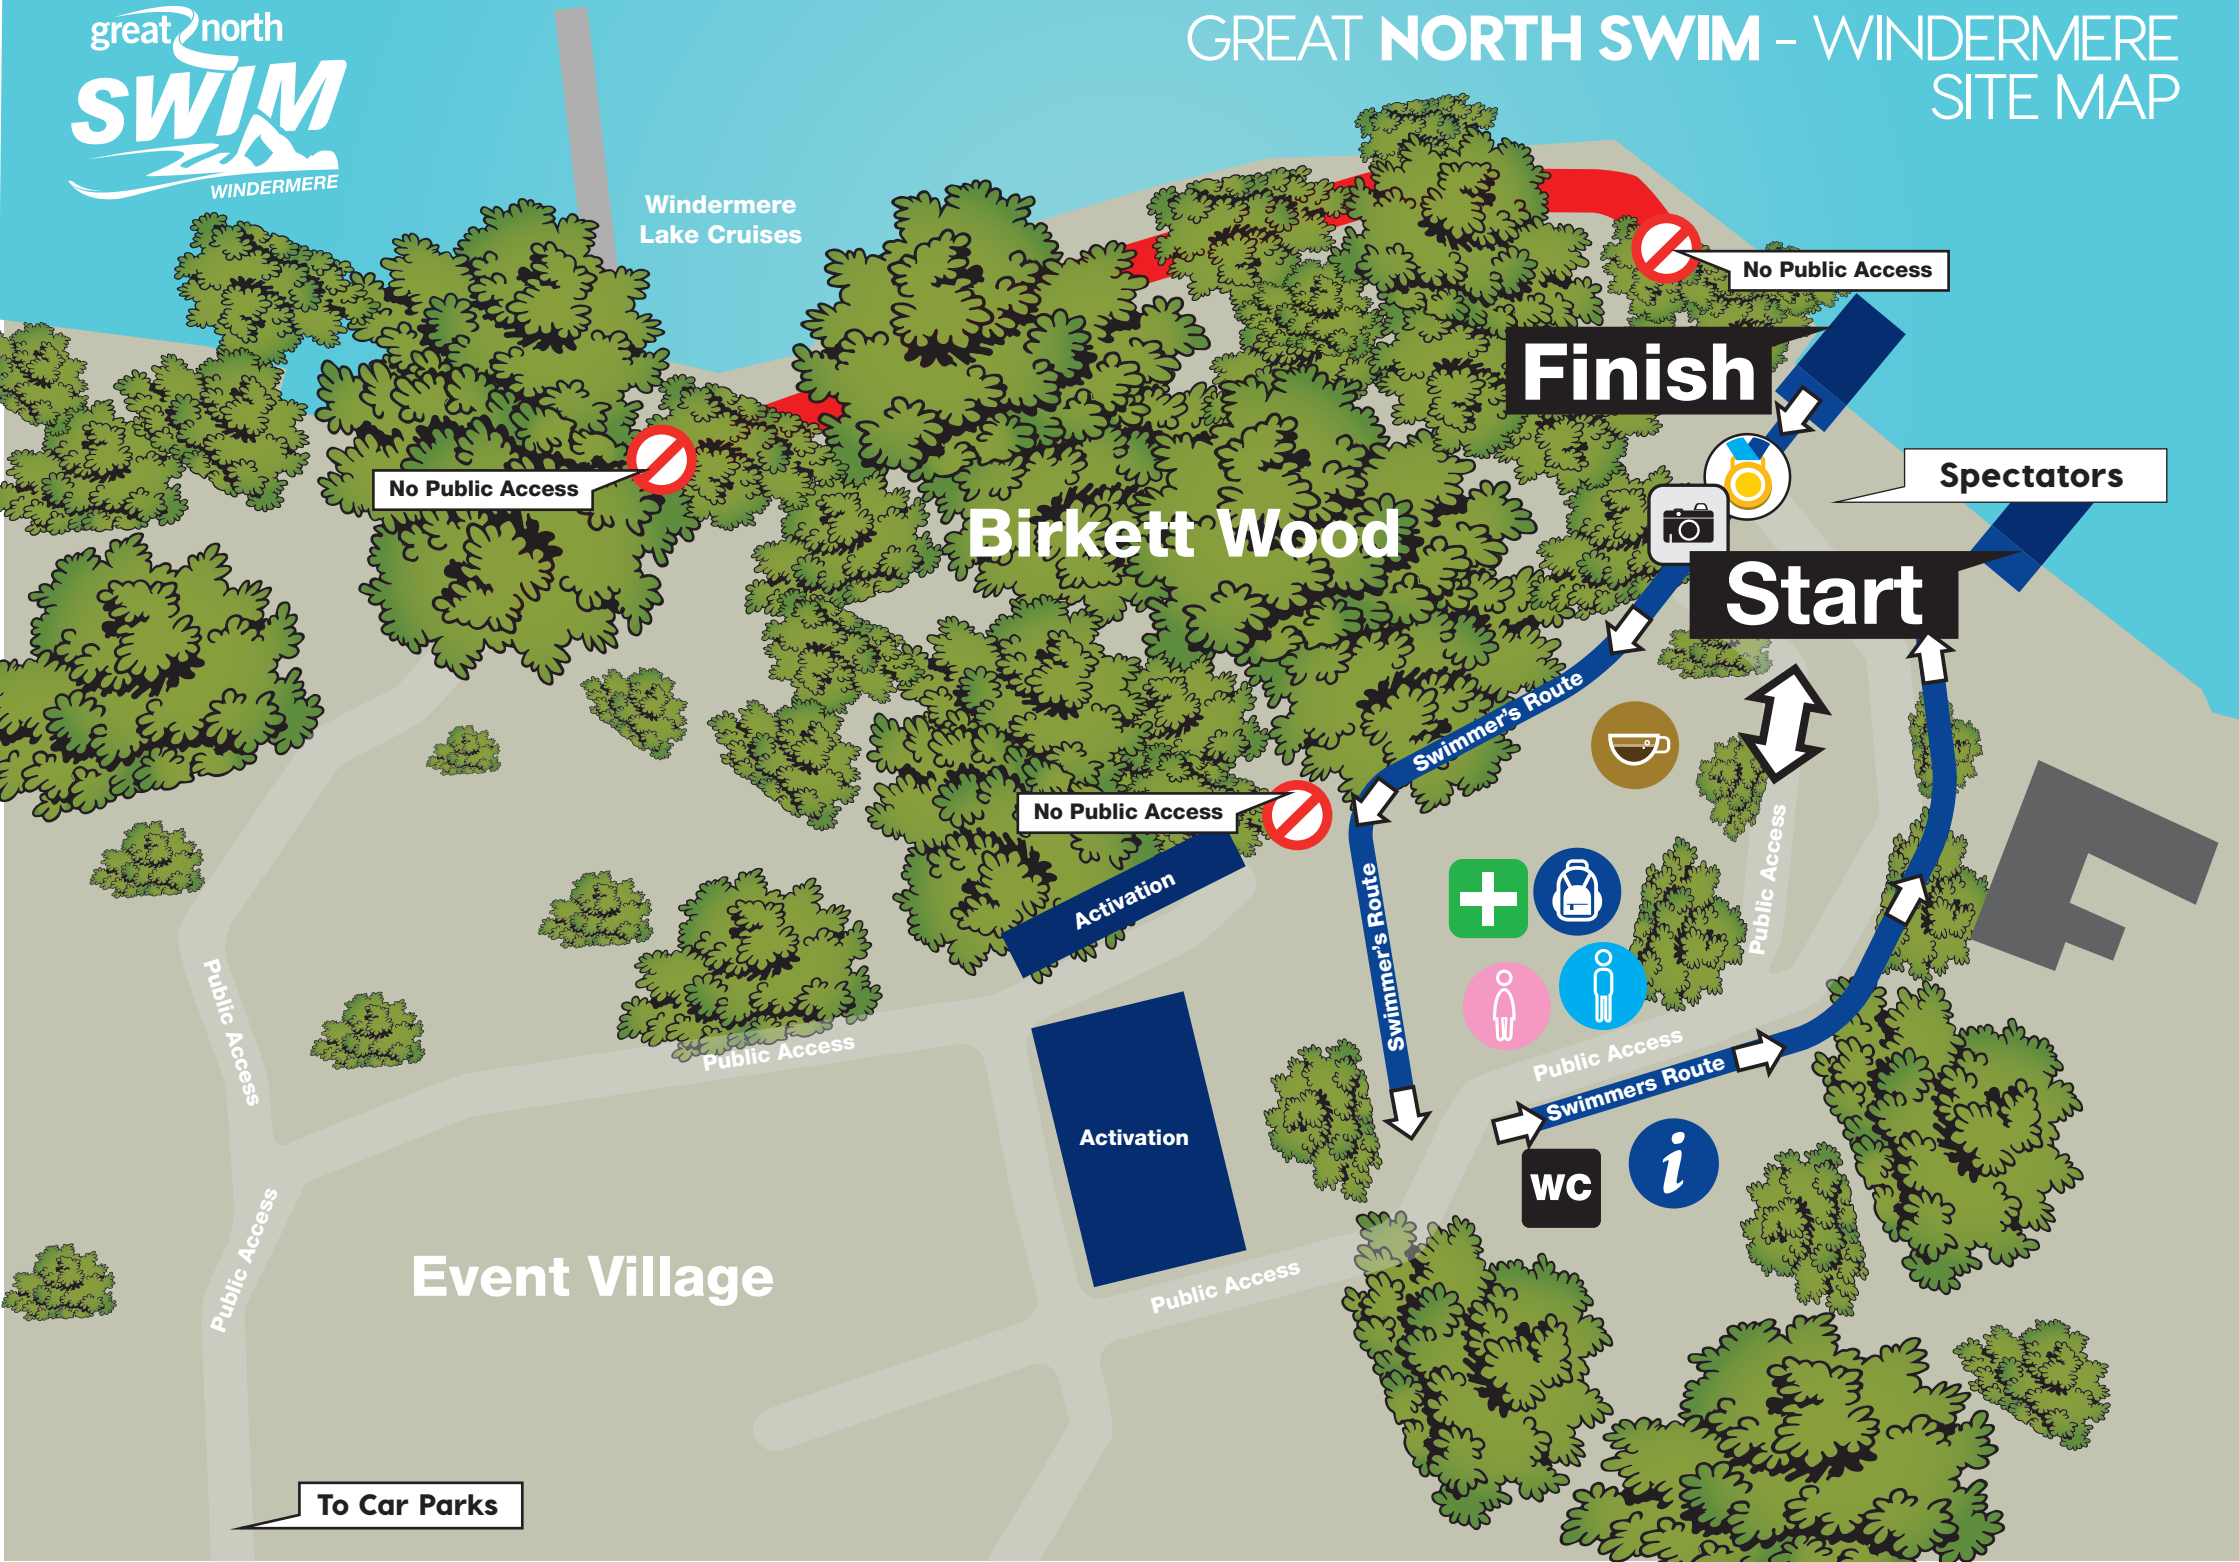 great north
SWIM
WINDERMERE
GREAT NORTH SWIM - WINDERMERE
SITE MAP
Windermere
Lake Cruises
No Public Access
Finish
Spectators
No Public Access
Birkett Wood
Start
Swimmer's Route
No Public Access
Public Access
Activation
Swimmer's Route
Public Access
Public Access
Public Access
Swimmers Route
Activation
WC
i
Public Access
Event Village
Public Access
To Car Parks